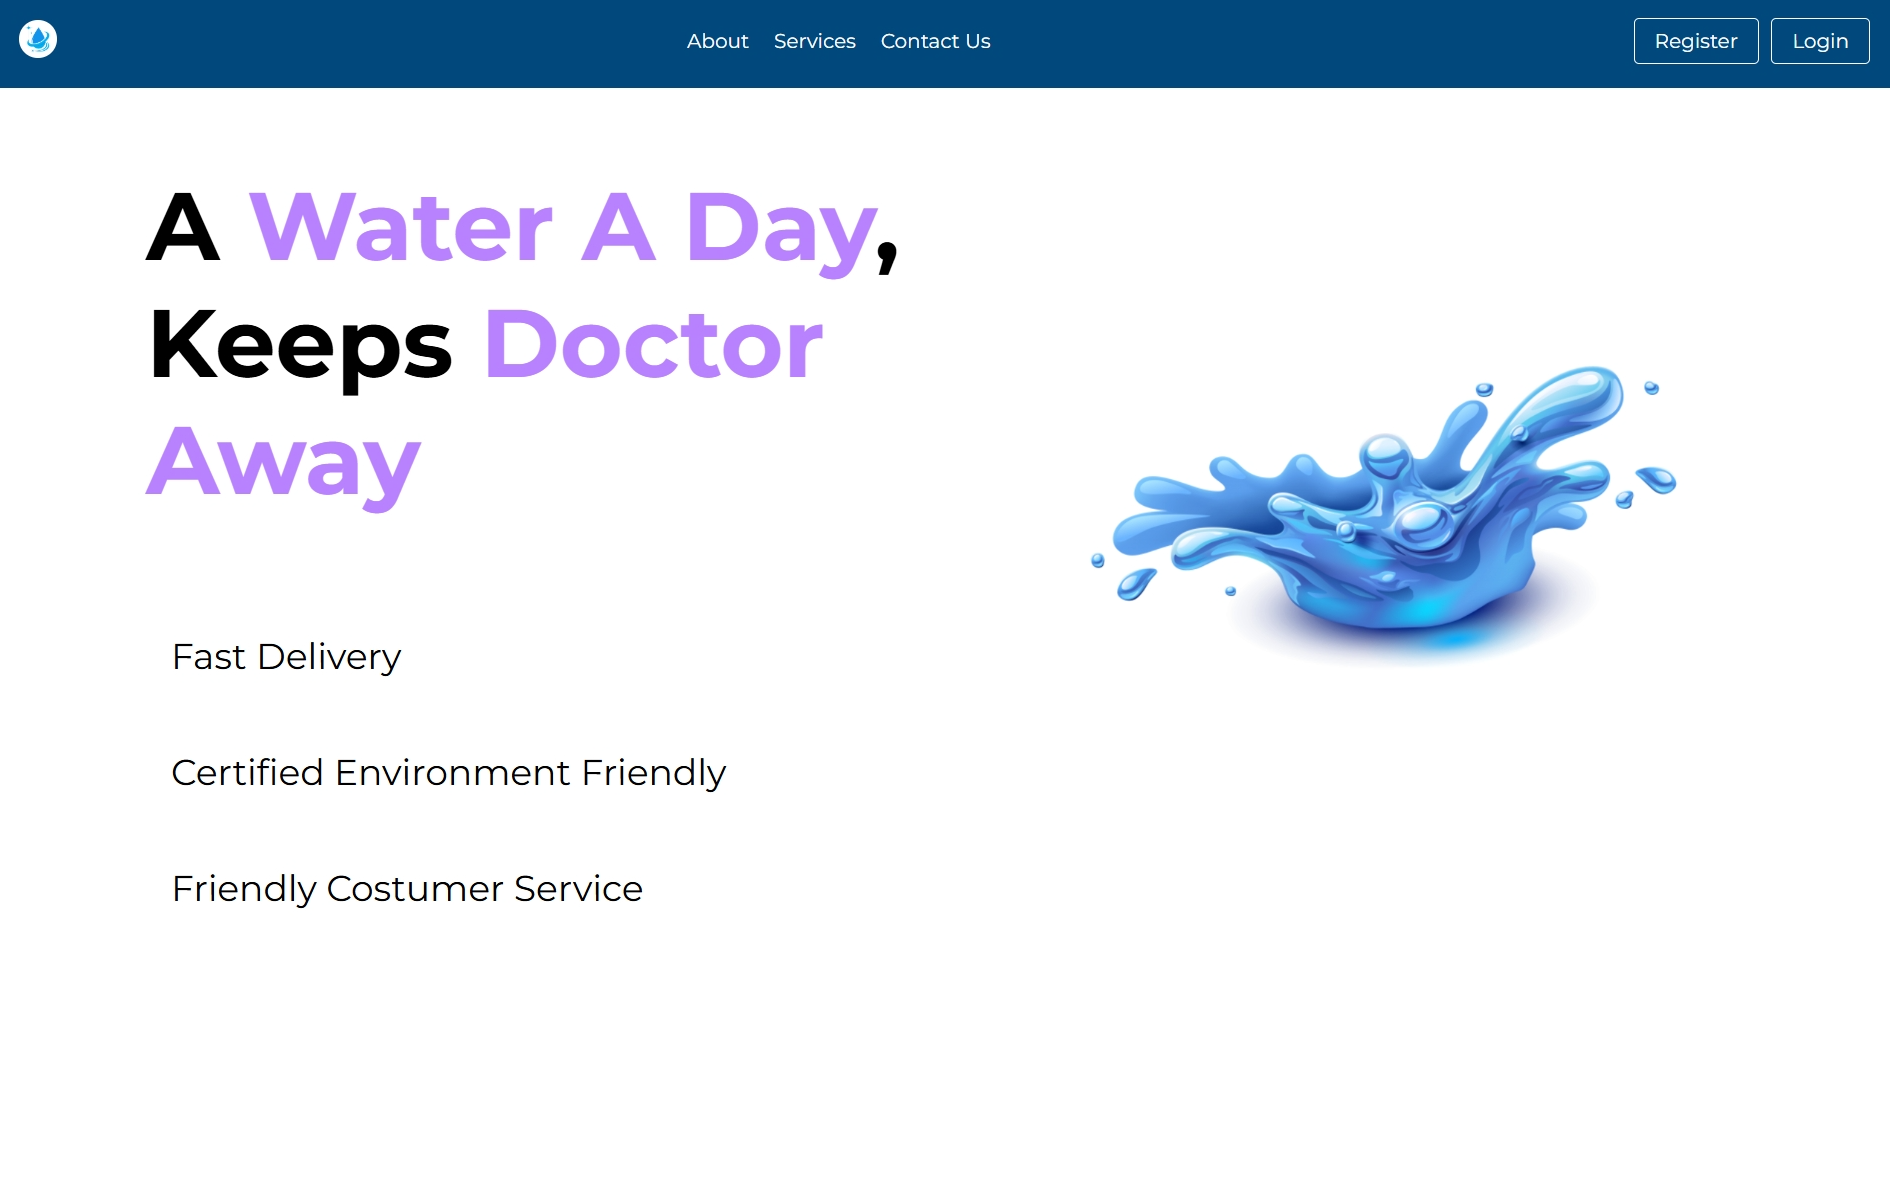 About Services Contact Us Register Login
A Water A Day,
Keeps Doctor
Away
Fast Delivery
Certified Environment Friendly
Friendly Costumer Service